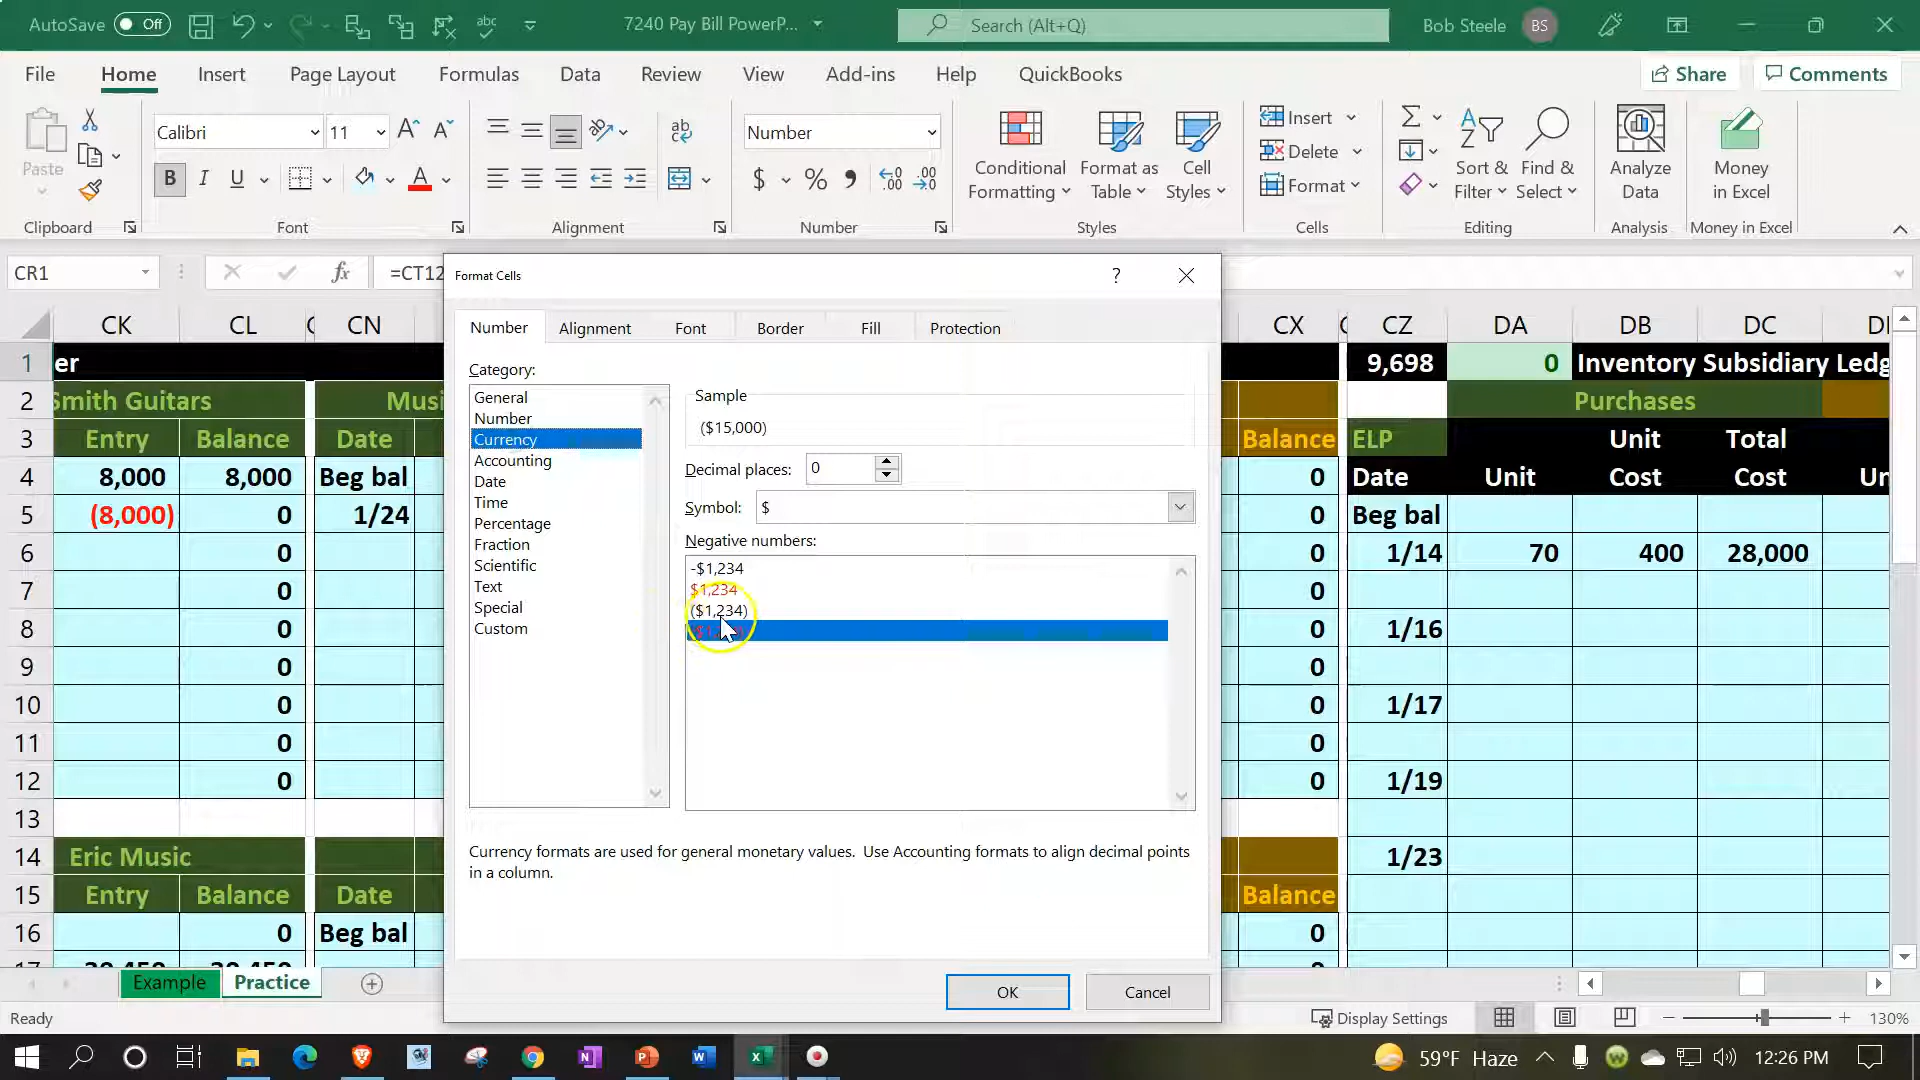 AutoSave Off 7240 Pay Bill PowerP... Search (Alt+Q) Bob Steele BS
File Home Insert Page Layout Formulas Data Review View Add-ins Help QuickBooks Share Comments
Paste Calibri 11 Number Insert Delete Format
B I U $ % 9
Conditional Formatting Format as Table Cell Styles Sort & Filter Find & Select Analyze Data Money in Excel
Clipboard Font Alignment Number Styles Cells Editing Analysis Money in Excel
CR1 fx =CT12
Format Cells ?
Number Alignment Font Border Fill Protection
Category:
General
Number
Currency
Accounting
Date
Time
Percentage
Fraction
Scientific
Text
Special
Custom
Sample
($15,000)
Decimal places: 0
Symbol: $
Negative numbers:
-$1,234
$1,234
($1,234)
Currency formats are used for general monetary values. Use Accounting formats to align decimal points
in a column.
OK Cancel
CK CL CN CX CZ DA DB DC
1 er 9,698 0 Inventory Subsidiary Ledg
2 Smith Guitars Musi Purchases
3 Entry Balance Date Balance ELP Unit Total
4 8,000 8,000 Beg bal 0 Date Unit Cost Cost Un
5 (8,000) 0 1/24 0 Beg bal
6 0 0 1/14 70 400 28,000
7 0 0
8 0 0 1/16
9 0 0
10 0 0 1/17
11 0 0
12 0 0 1/19
13
14 Eric Music 1/23
15 Entry Balance Date Balance
16 0 Beg bal 0
Example Practice
Ready Display Settings 130%
59°F Haze 12:26 PM